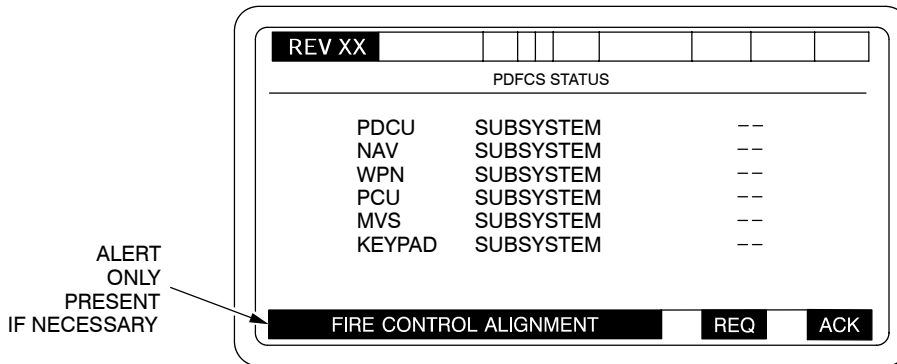 REV XX
PDFCS STATUS
PDCU SUBSYSTEM --
NAV SUBSYSTEM --
WPN SUBSYSTEM --
PCU SUBSYSTEM --
MVS SUBSYSTEM --
KEYPAD SUBSYSTEM --
ALERT
ONLY
PRESENT
IF NECESSARY
FIRE CONTROL ALIGNMENT REQ ACK